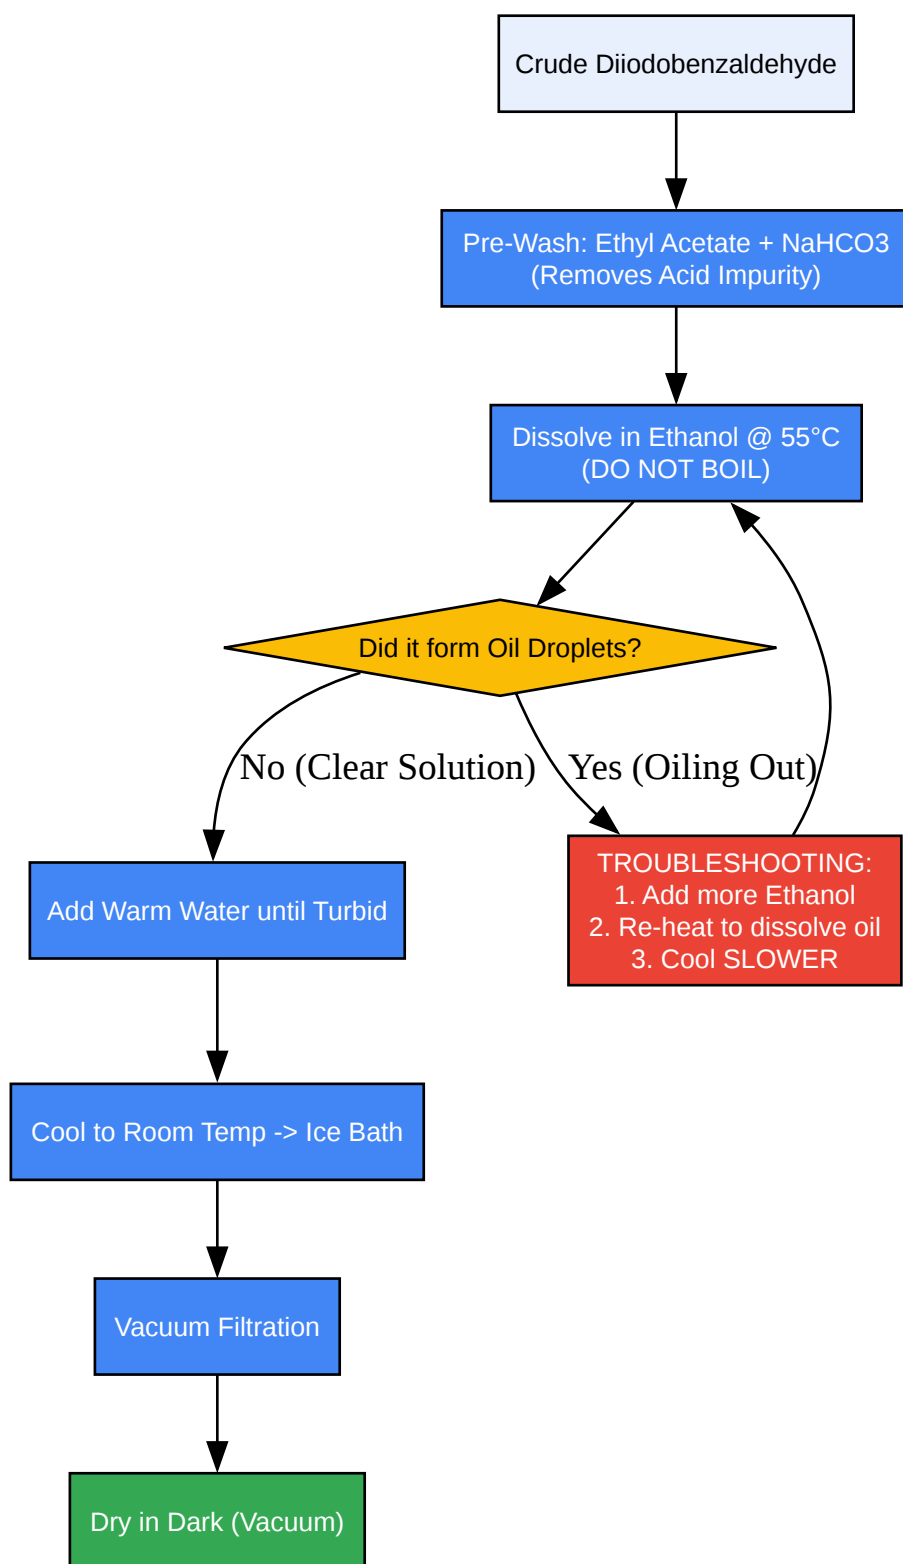 Crude Diiodobenzaldehyde
Pre-Wash: Ethyl Acetate + NaHCO3
(Removes Acid Impurity)
Dissolve in Ethanol @ 55°C
(DO NOT BOIL)
Did it form Oil Droplets?
No (Clear Solution)
Yes (Oiling Out)
Add Warm Water until Turbid
TROUBLESHOOTING:
1. Add more Ethanol
2. Re-heat to dissolve oil
3. Cool SLOWER
Cool to Room Temp -> Ice Bath
Vacuum Filtration
Dry in Dark (Vacuum)